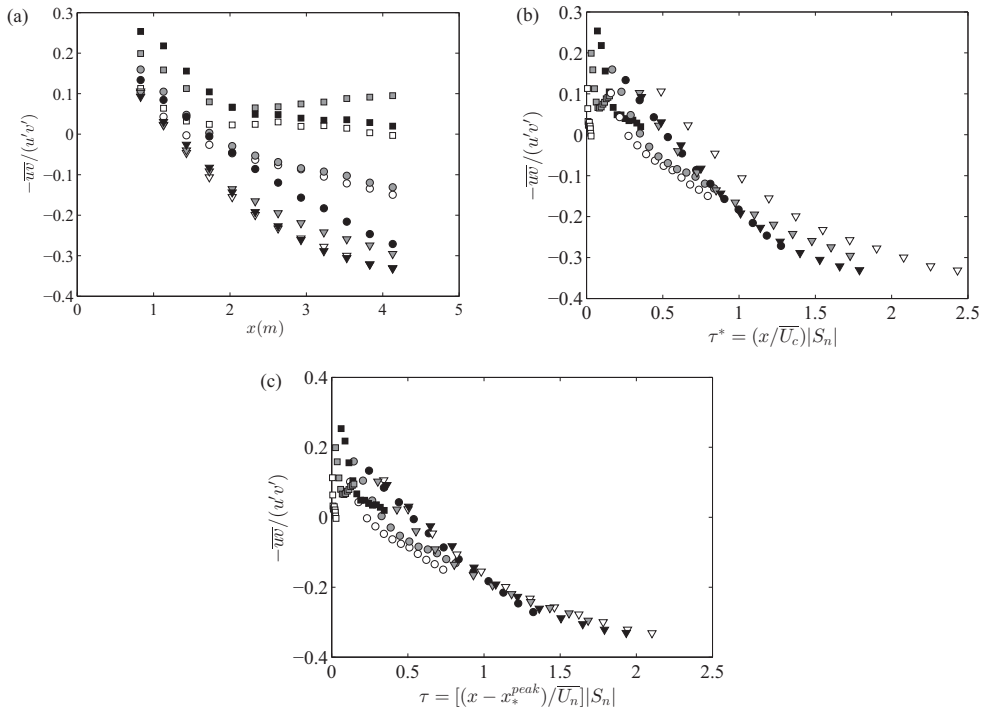 (a)
0.3
0.2
0.1
0
−0.1
−0.2
−0.3
−0.4
0 1 2 3 4 5
x(m)
−\overline{uv}/(u′v′)
(b)
0.3
0.2
0.1
0
−0.1
−0.2
−0.3
−0.4
0 0.5 1.0 1.5 2.0 2.5
τ* = (x/\overline{U_c})|S_n|
−\overline{uv}/(u′v′)
(c)
0.4
0.2
0
−0.2
−0.4
0 0.5 1 1.5 2 2.5
τ = [(x − x_*^{peak})/\overline{U_n}]|S_n|
−\overline{uv}/(u′v′)